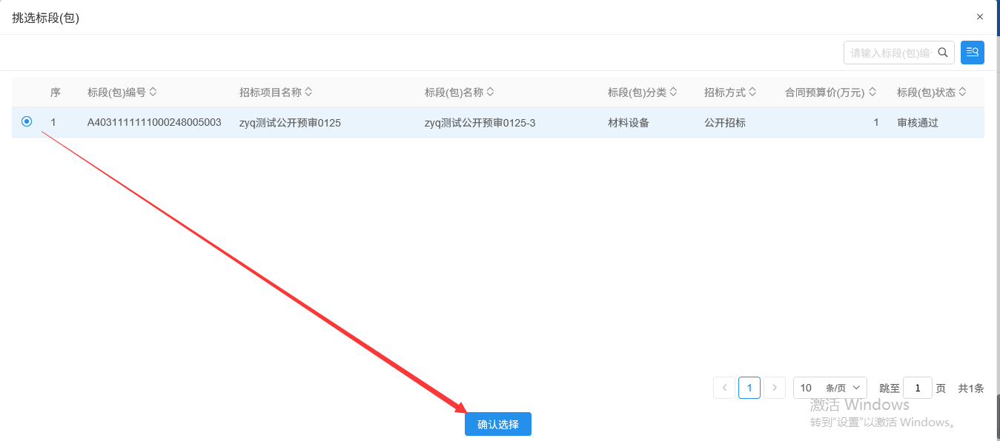 挑选标段(包)
请输入标段(包)编
序 标段(包)编号 招标项目名称 标段(包)名称 标段(包)分类 招标方式 合同预算价(万元) 标段(包)状态
1 A4031111111000248005003 zyq测试公开预审0125 zyq测试公开预审0125-3 材料设备 公开招标 1 审核通过
1 10 条/页 跳至 1 页 共1条
激活 Windows
转到"设置"以激活 Windows。
确认选择